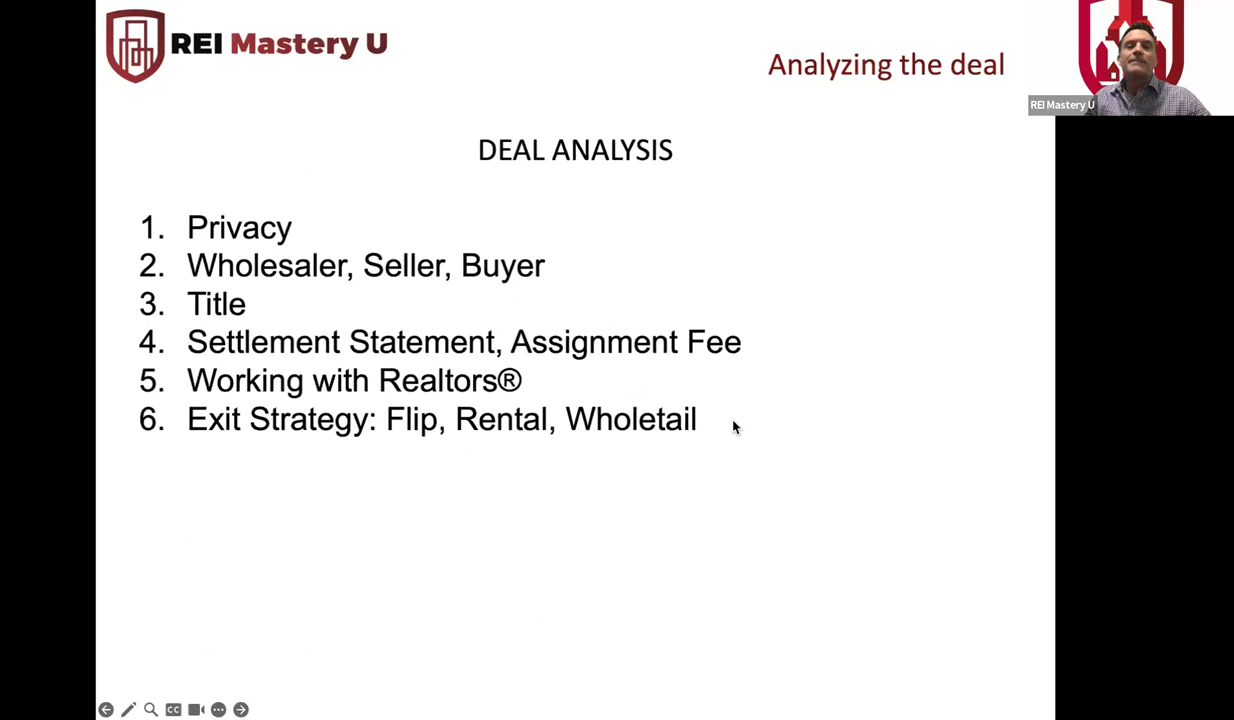 REI Mastery U
Analyzing the deal
REI Mastery U
DEAL ANALYSIS
1. Privacy
2. Wholesaler, Seller, Buyer
3. Title
4. Settlement Statement, Assignment Fee
5. Working with Realtors®
6. Exit Strategy: Flip, Rental, Wholetail
CC